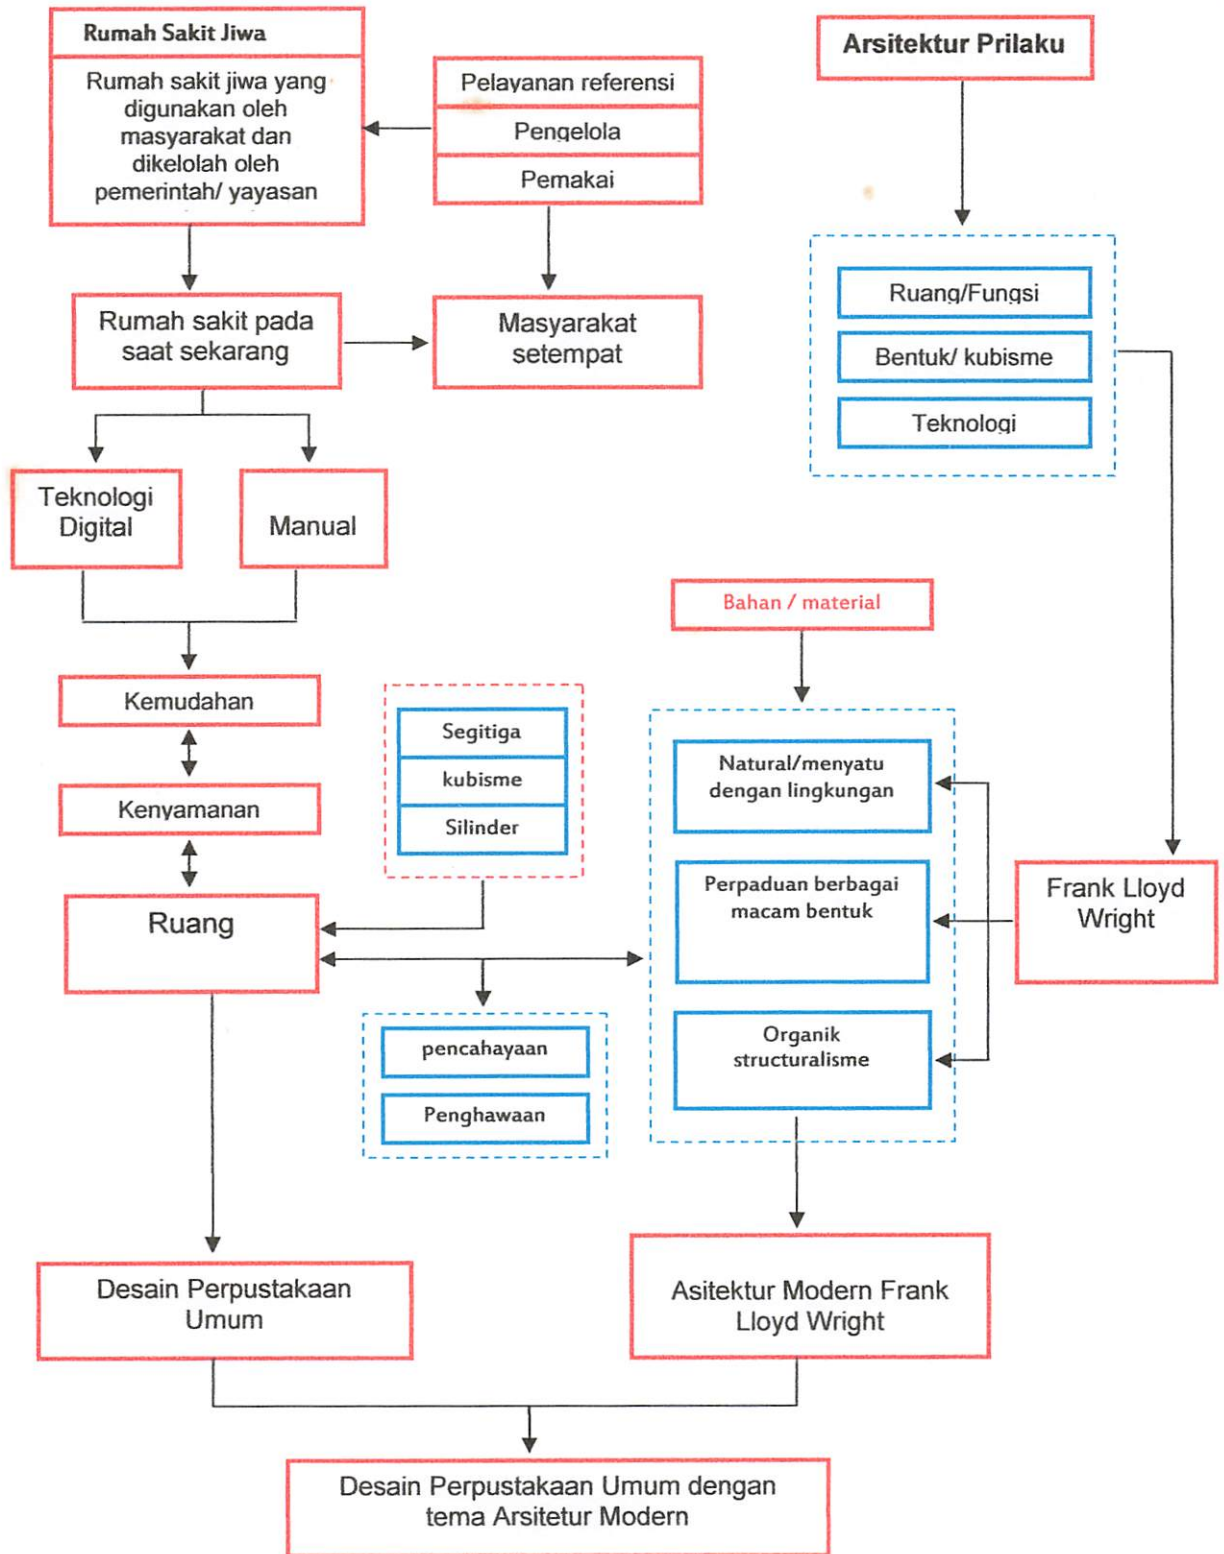 Rumah Sakit Jiwa
Rumah sakit jiwa yang
digunakan oleh
masyarakat dan
dikelolah oleh
pemerintah/ yayasan
Pelayanan referensi
Pengelola
Pemakai
Arsitektur Prilaku
Ruang/Fungsi
Bentuk/ kubisme
Teknologi
Rumah sakit pada
saat sekarang
Masyarakat
setempat
Teknologi
Digital
Manual
Bahan / material
Kemudahan
Kenyamanan
Ruang
Segitiga
kubisme
Silinder
Natural/menyatu
dengan lingkungan
Perpaduan berbagai
macam bentuk
Organik
structuralisme
Frank Lloyd
Wright
pencahayaan
Penghawaan
Desain Perpustakaan
Umum
Asitektur Modern Frank
Lloyd Wright
Desain Perpustakaan Umum dengan
tema Arsitetur Modern